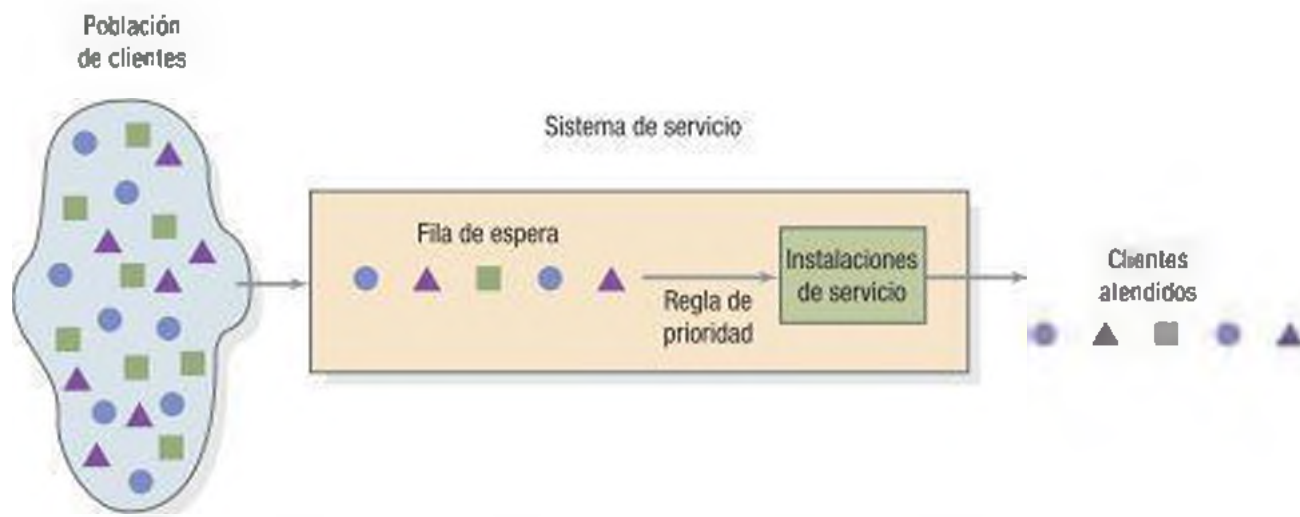 Población
de clientes
Sistema de servicio
Fila de espera
Regla de
prioridad
Instalaciones
de servicio
Clientes
atendidos